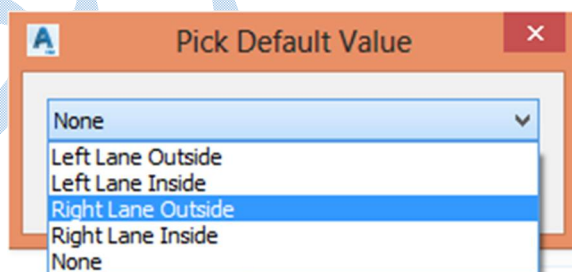 Pick Default Value
None
Left Lane Outside
Left Lane Inside
Right Lane Outside
Right Lane Inside
None